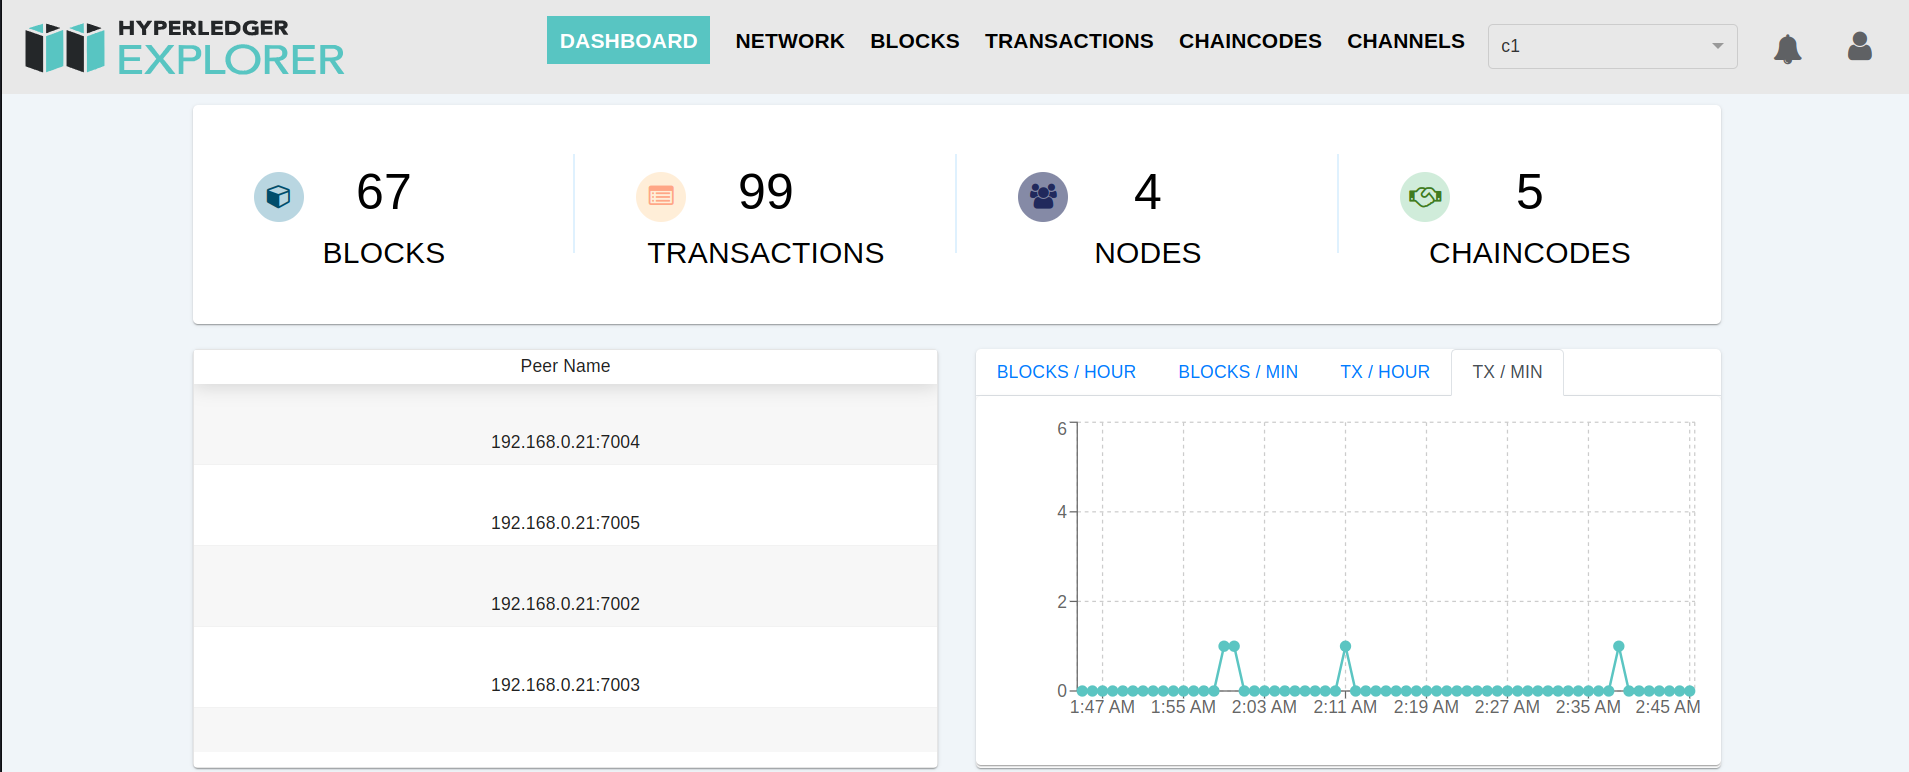 HYPERLEDGER
EXPLORER
DASHBOARD NETWORK BLOCKS TRANSACTIONS CHAINCODES CHANNELS c1
67 99 4 5
BLOCKS TRANSACTIONS NODES CHAINCODES
Peer Name
192.168.0.21:7004
192.168.0.21:7005
192.168.0.21:7002
192.168.0.21:7003
BLOCKS / HOUR BLOCKS / MIN TX / HOUR TX / MIN
6
4
2
0
1:47 AM 1:55 AM 2:03 AM 2:11 AM 2:19 AM 2:27 AM 2:35 AM 2:45 AM